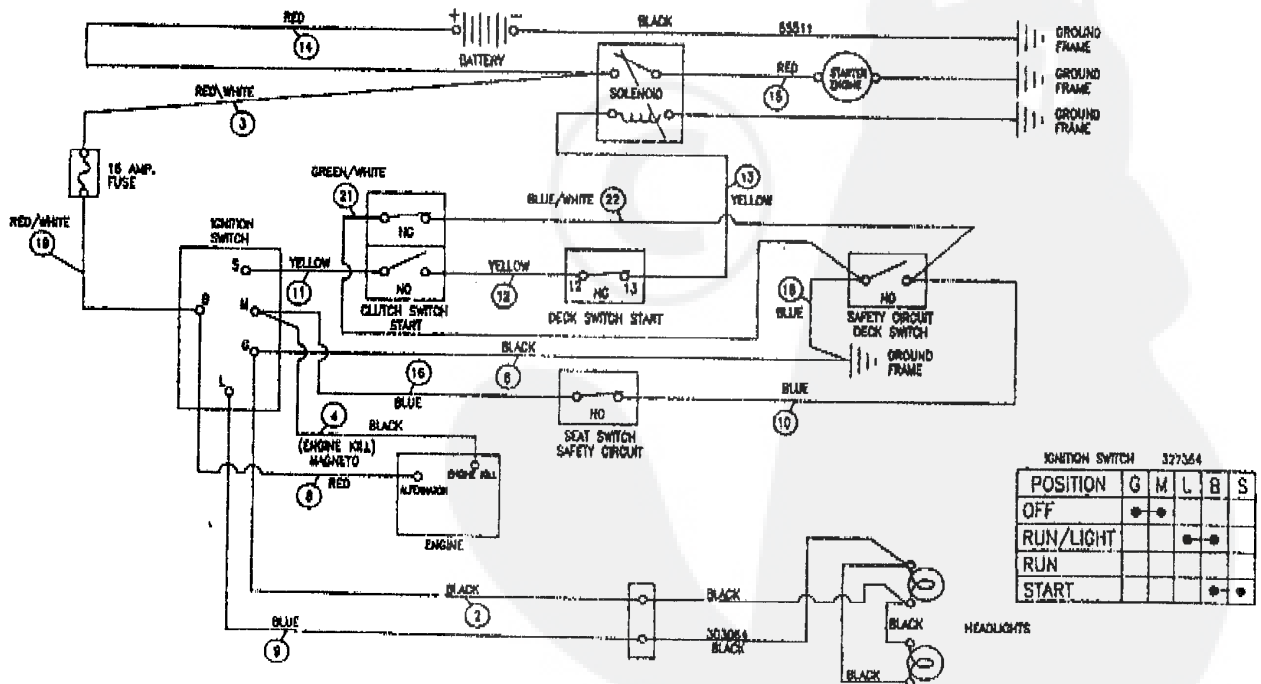 RED
14
+
-
BATTERY
BLACK
65511
GROUND
FRAME
RED\WHITE
3
SOLENOID
RED
15
STARTER
ENGINE
GROUND
FRAME
GROUND
FRAME
15 AMP.
FUSE
GREEN/WHITE
21
NC
BLUE/WHITE
22
13
YELLOW
RED/WHITE
19
IGNITION
SWITCH
S
YELLOW
11
NO
CLUTCH SWITCH
START
YELLOW
12
12
13
NC
DECK SWITCH START
18
BLUE
NO
SAFETY CIRCUIT
DECK SWITCH
B
M
G
L
BLACK
6
GROUND
FRAME
16
BLUE
NC
SEAT SWITCH
SAFETY CIRCUIT
BLUE
10
4
BLACK
(ENGINE KILL)
MAGNETO
8
RED
ALTERNATOR
ENGINE KILL
ENGINE
IGNITION SWITCH 327364
POSITION G M L B S
OFF
RUN/LIGHT
RUN
START
BLACK
2
BLACK
BLUE
9
303064
BLACK
BLACK
HEADLIGHTS
BLACK